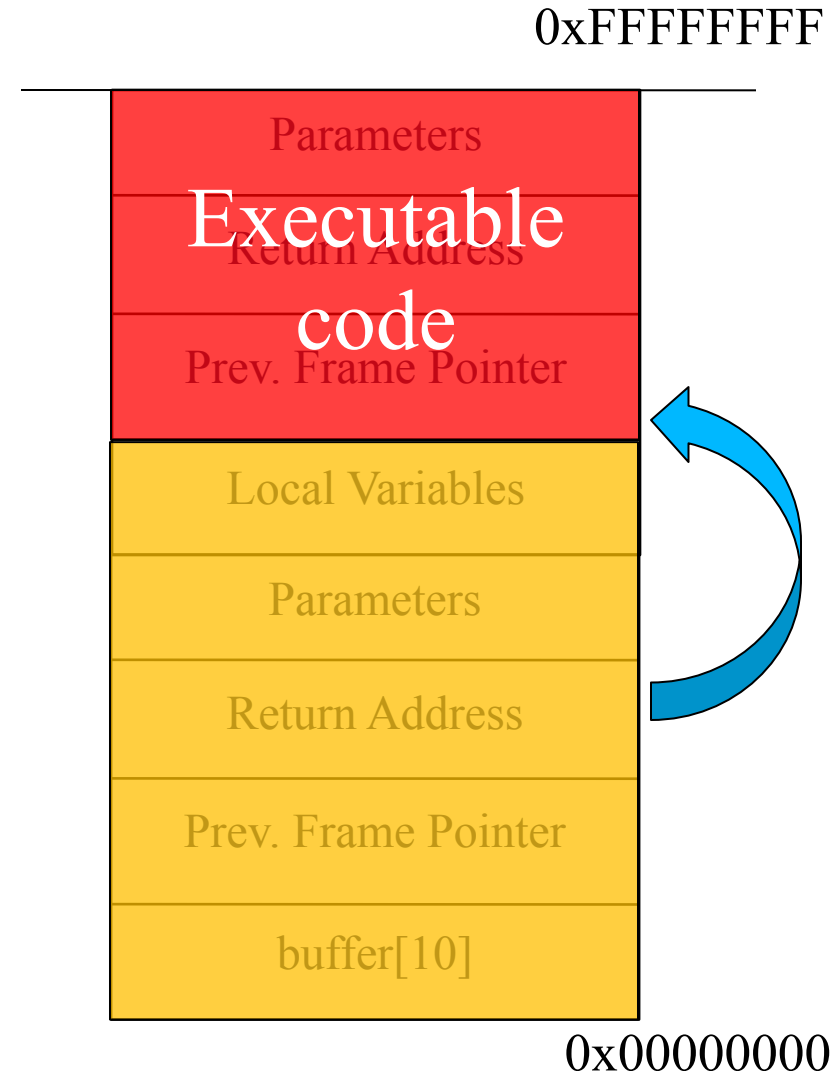 0xFFFFFFFF
Parameters
Executable
Return Address
code
Prev. Frame Pointer
Local Variables
Parameters
Return Address
Prev. Frame Pointer
buffer[10]
0x00000000